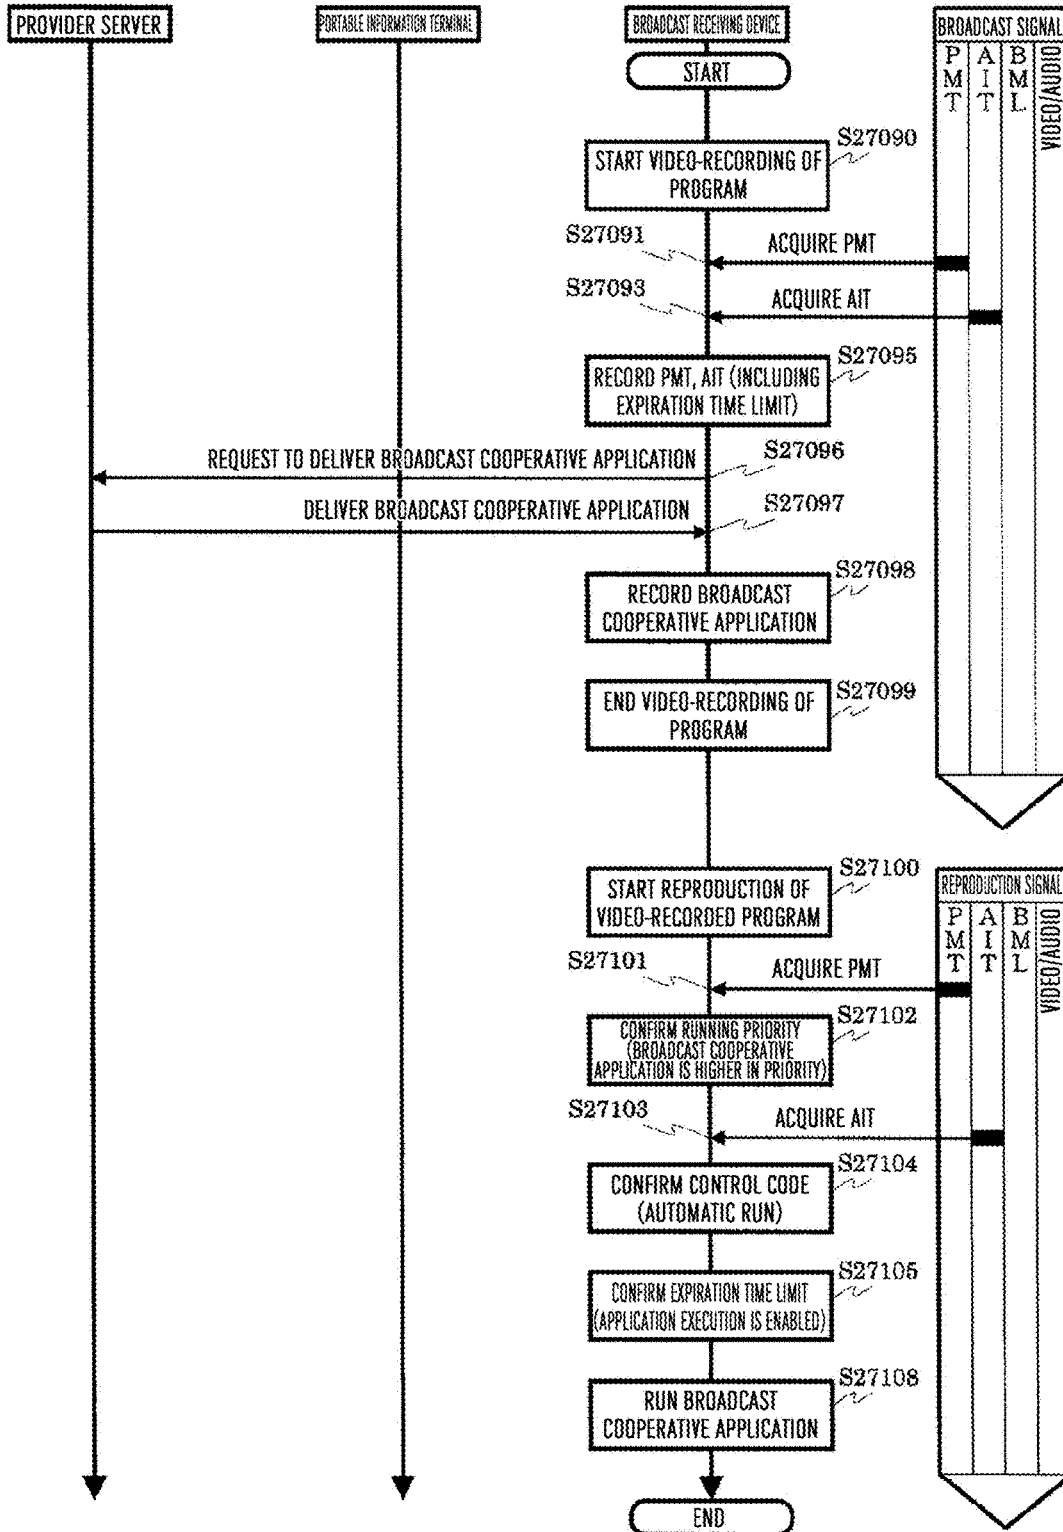 PROVIDER SERVER
PORTABLE INFORMATION TERMINAL
BROADCAST RECEIVING DEVICE
BROADCAST SIGNAL
PMT
AIT
BML
VIDEO/AUDIO
START
S27090
START VIDEO-RECORDING OF
PROGRAM
S27091
ACQUIRE PMT
S27093
ACQUIRE AIT
S27095
RECORD PMT, AIT (INCLUDING
EXPIRATION TIME LIMIT)
REQUEST TO DELIVER BROADCAST COOPERATIVE APPLICATION
S27096
DELIVER BROADCAST COOPERATIVE APPLICATION
S27097
S27098
RECORD BROADCAST
COOPERATIVE APPLICATION
S27099
END VIDEO-RECORDING OF
PROGRAM
S27100
START REPRODUCTION OF
VIDEO-RECORDED PROGRAM
REPRODUCTION SIGNAL
PMT
AIT
BML
VIDEO/AUDIO
S27101
ACQUIRE PMT
S27102
CONFIRM RUNNING PRIORITY
(BROADCAST COOPERATIVE
APPLICATION IS HIGHER IN PRIORITY)
S27103
ACQUIRE AIT
S27104
CONFIRM CONTROL CODE
(AUTOMATIC RUN)
S27105
CONFIRM EXPIRATION TIME LIMIT
(APPLICATION EXECUTION IS ENABLED)
S27108
RUN BROADCAST
COOPERATIVE APPLICATION
END